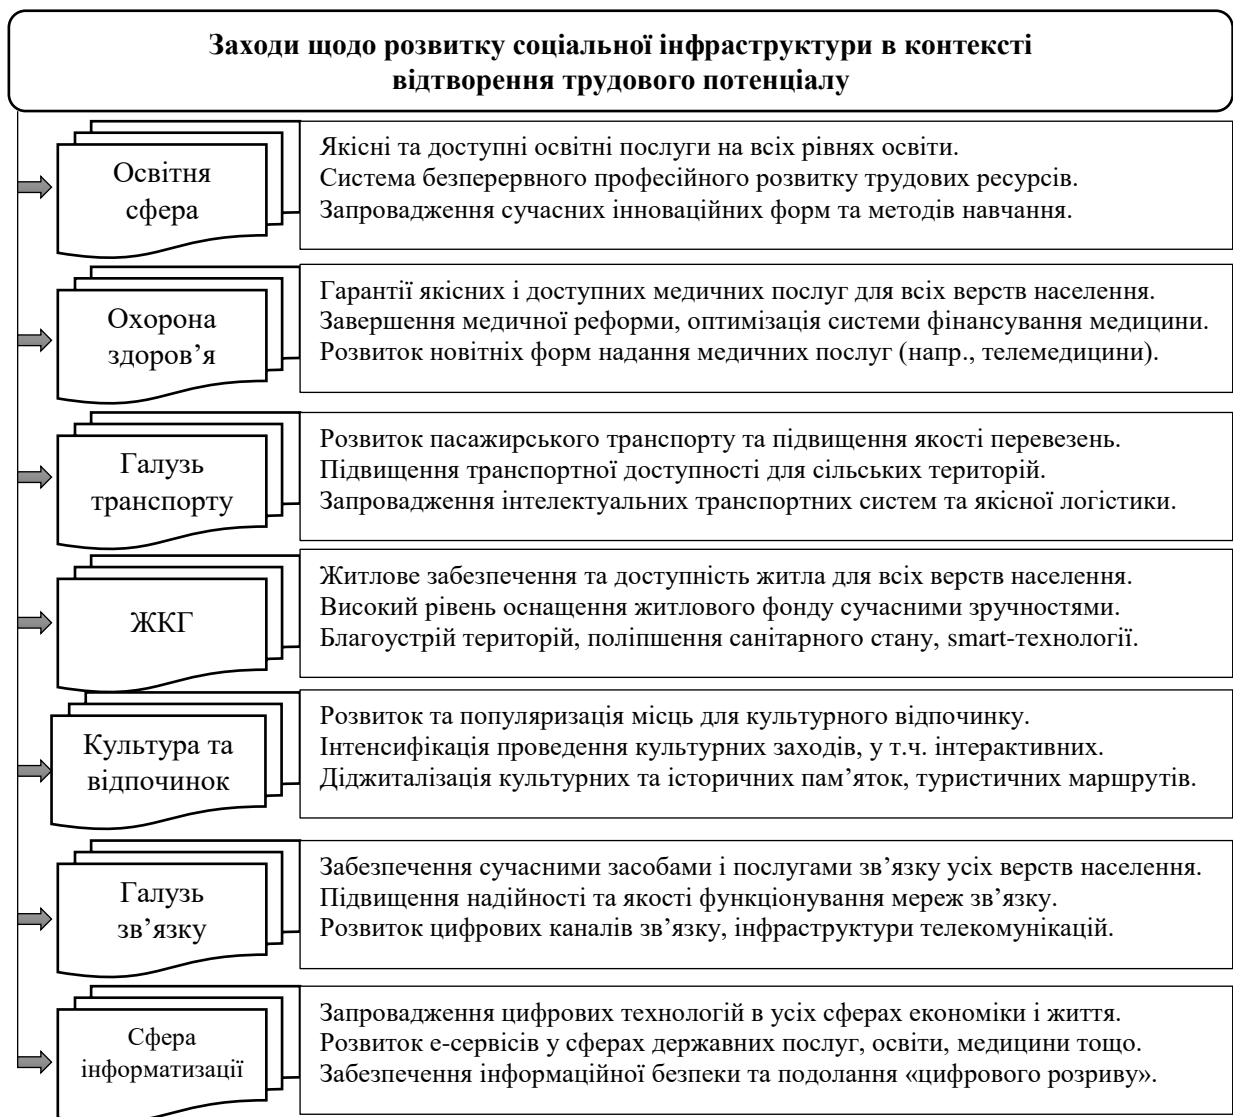 Заходи щодо розвитку соціальної інфраструктури в контексті
відтворення трудового потенціалу
Освітня
сфера
Якісні та доступні освітні послуги на всіх рівнях освіти.
Система безперервного професійного розвитку трудових ресурсів.
Запровадження сучасних інноваційних форм та методів навчання.
Охорона
здоров’я
Гарантії якісних і доступних медичних послуг для всіх верств населення.
Завершення медичної реформи, оптимізація системи фінансування медицини.
Розвиток новітніх форм надання медичних послуг (напр., телемедицини).
Галузь
транспорту
Розвиток пасажирського транспорту та підвищення якості перевезень.
Підвищення транспортної доступності для сільських територій.
Запровадження інтелектуальних транспортних систем та якісної логістики.
ЖКГ
Житлове забезпечення та доступність житла для всіх верств населення.
Високий рівень оснащення житлового фонду сучасними зручностями.
Благоустрій територій, поліпшення санітарного стану, smart-технології.
Культура та
відпочинок
Розвиток та популяризація місць для культурного відпочинку.
Інтенсифікація проведення культурних заходів, у т.ч. інтерактивних.
Діджиталізація культурних та історичних пам’яток, туристичних маршрутів.
Галузь
зв’язку
Забезпечення сучасними засобами і послугами зв’язку усіх верств населення.
Підвищення надійності та якості функціонування мереж зв’язку.
Розвиток цифрових каналів зв’язку, інфраструктури телекомунікацій.
Сфера
інформатизації
Запровадження цифрових технологій в усіх сферах економіки і життя.
Розвиток е-сервісів у сферах державних послуг, освіти, медицини тощо.
Забезпечення інформаційної безпеки та подолання «цифрового розриву».